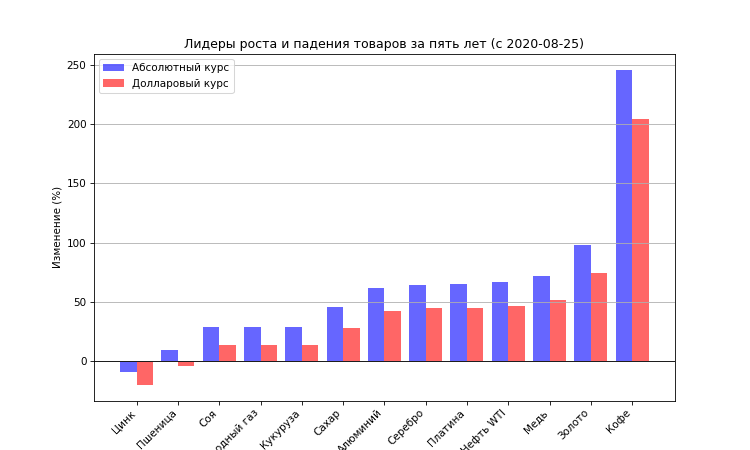 Лидеры роста и падения товаров за пять лет (с 2020-08-25)
Абсолютный курс
Долларовый курс
Изменение (%)
250
200
150
100
50
0
Цинк
Пшеница
Соя
одный газ
Кукуруза
Сахар
Алюминий
Серебро
Платина
Нефть WTI
Медь
Золото
Кофе